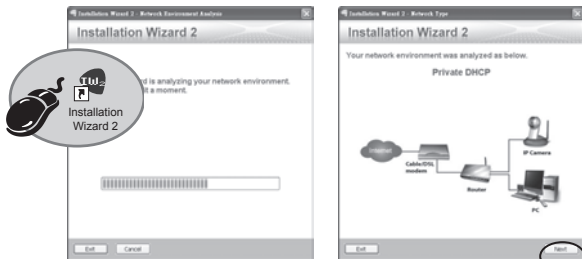 Installation Wizard 2 - Network Environment Analysis
Installation Wizard 2
rd is analyzing your network environment.
it a moment.
IW2
Installation
Wizard 2
Exit
Cancel
Installation Wizard 2 - Network Type
Installation Wizard 2
Your network environment was analyzed as below.
Private DHCP
Internet
Cable/DSL
modem
Router
IP Camera
PC
Exit
Next